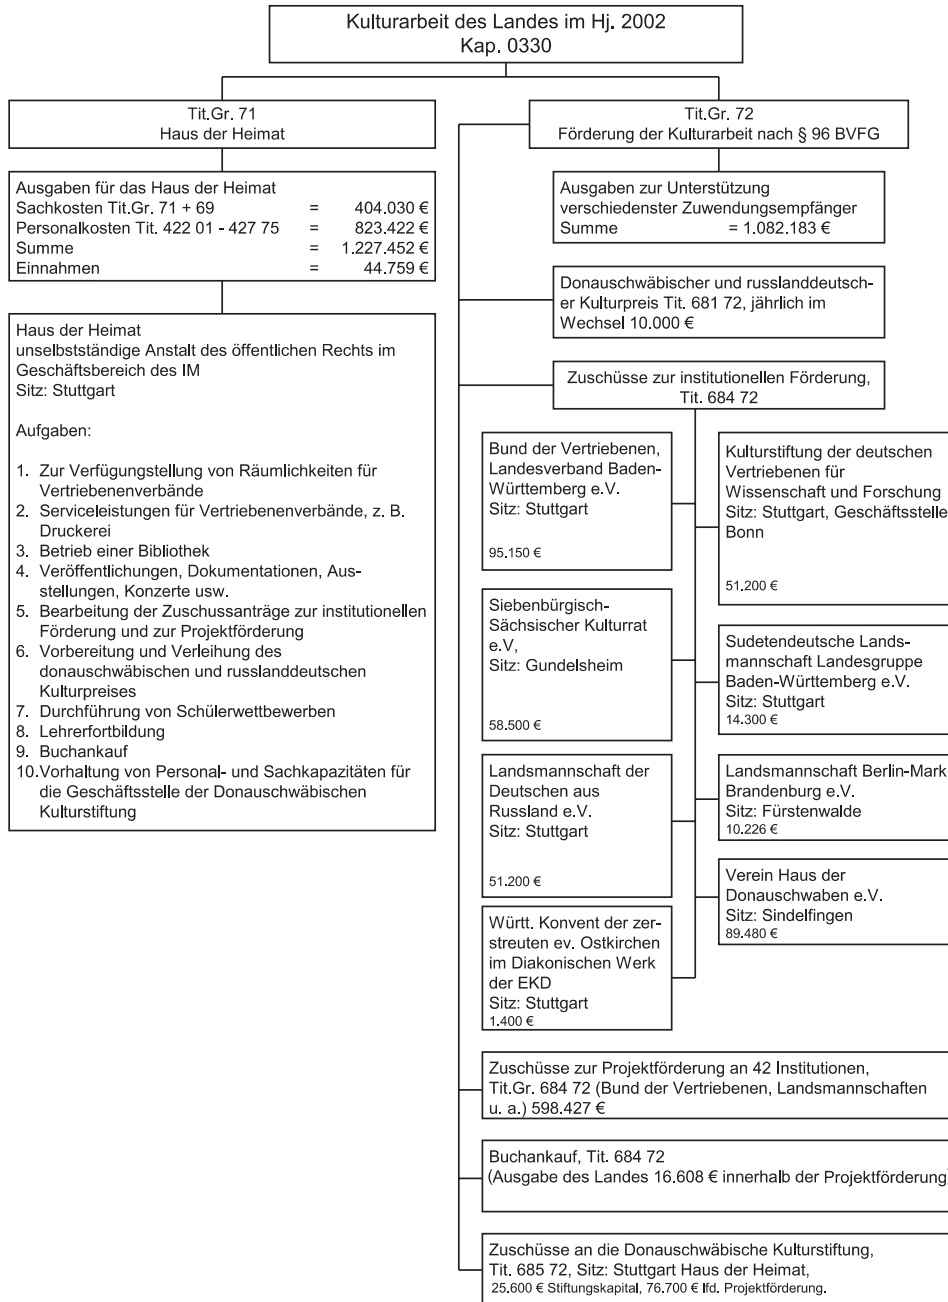 Kulturarbeit des Landes im Hj. 2002
Kap. 0330
Tit.Gr. 71
Haus der Heimat
Ausgaben für das Haus der Heimat
Sachkosten Tit.Gr. 71 + 69 = 404.030 €
Personalkosten Tit. 422 01 - 427 75 = 823.422 €
Summe = 1.227.452 €
Einnahmen = 44.759 €
Haus der Heimat
unselbstständige Anstalt des öffentlichen Rechts im
Geschäftsbereich des IM
Sitz: Stuttgart
Aufgaben:
1. Zur Verfügungstellung von Räumlichkeiten für
Vertriebenenverbände
2. Serviceleistungen für Vertriebenenverbände, z. B.
Druckerei
3. Betrieb einer Bibliothek
4. Veröffentlichungen, Dokumentationen, Aus-
stellungen, Konzerte usw.
5. Bearbeitung der Zuschussanträge zur institutionellen
Förderung und zur Projektförderung
6. Vorbereitung und Verleihung des
donauschwäbischen und russlanddeutschen
Kulturpreises
7. Durchführung von Schülerwettbewerben
8. Lehrerfortbildung
9. Buchankauf
10.Vorhaltung von Personal- und Sachkapazitäten für
die Geschäftsstelle der Donauschwäbischen
Kulturstiftung
Tit.Gr. 72
Förderung der Kulturarbeit nach § 96 BVFG
Ausgaben zur Unterstützung
verschiedenster Zuwendungsempfänger
Summe = 1.082.183 €
Donauschwäbischer und russlanddeutsch-
er Kulturpreis Tit. 681 72, jährlich im
Wechsel 10.000 €
Zuschüsse zur institutionellen Förderung,
Tit. 684 72
Bund der Vertriebenen,
Landesverband Baden-
Württemberg e.V.
Sitz: Stuttgart
95.150 €
Kulturstiftung der deutschen
Vertriebenen für
Wissenschaft und Forschung
Sitz: Stuttgart, Geschäftsstelle
Bonn
51.200 €
Siebenbürgisch-
Sächsischer Kulturrat
e.V,
Sitz: Gundelsheim
58.500 €
Sudetendeutsche Lands-
mannschaft Landesgruppe
Baden-Württemberg e.V.
Sitz: Stuttgart
14.300 €
Landsmannschaft der
Deutschen aus
Russland e.V.
Sitz: Stuttgart
51.200 €
Landsmannschaft Berlin-Mark
Brandenburg e.V.
Sitz: Fürstenwalde
10.226 €
Verein Haus der
Donauschwaben e.V.
Sitz: Sindelfingen
89.480 €
Württ. Konvent der zer-
streuten ev. Ostkirchen
im Diakonischen Werk
der EKD
Sitz: Stuttgart
1.400 €
Zuschüsse zur Projektförderung an 42 Institutionen,
Tit.Gr. 684 72 (Bund der Vertriebenen, Landsmannschaften
u. a.) 598.427 €
Buchankauf, Tit. 684 72
(Ausgabe des Landes 16.608 € innerhalb der Projektförderung)
Zuschüsse an die Donauschwäbische Kulturstiftung,
Tit. 685 72, Sitz: Stuttgart Haus der Heimat,
25.600 € Stiftungskapital, 76.700 € lfd. Projektförderung.